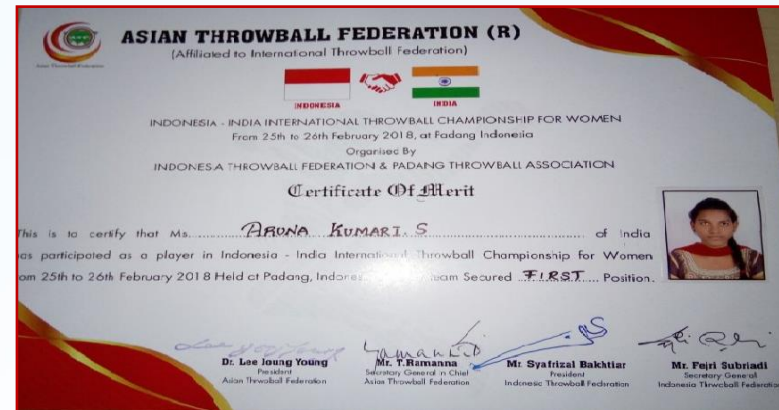 ASIAN THROWBALL FEDERATION (R)
(Affiliated to International Throwball Federation)
Asian Throwball Federation
INDONESIA
INDIA
INDONESIA - INDIA INTERNATIONAL THROWBALL CHAMPIONSHIP FOR WOMEN
From 25th to 26th February 2018, at Padang Indonesia
Organised By
INDONESIA THROWBALL FEDERATION & PADANG THROWBALL ASSOCIATION
Certificate Of Merit
This is to certify that Ms. ARUNA KUMARI. S of India
has participated as a player in Indonesia - India International Throwball Championship for Women
from 25th to 26th February 2018 Held at Padang, Secured FIRST Position.
Dr. Lee Joung Young
President
Asian Throwball Federation
Mr. T.Ramanna
Secretary General in Chief
Asian Throwball Federation
Mr. Syafrizal Bakhtiar
President
Indonesia Throwball Federation
Mr. Fejri Subriadi
Secretary General
Indonesia Throwball Federation